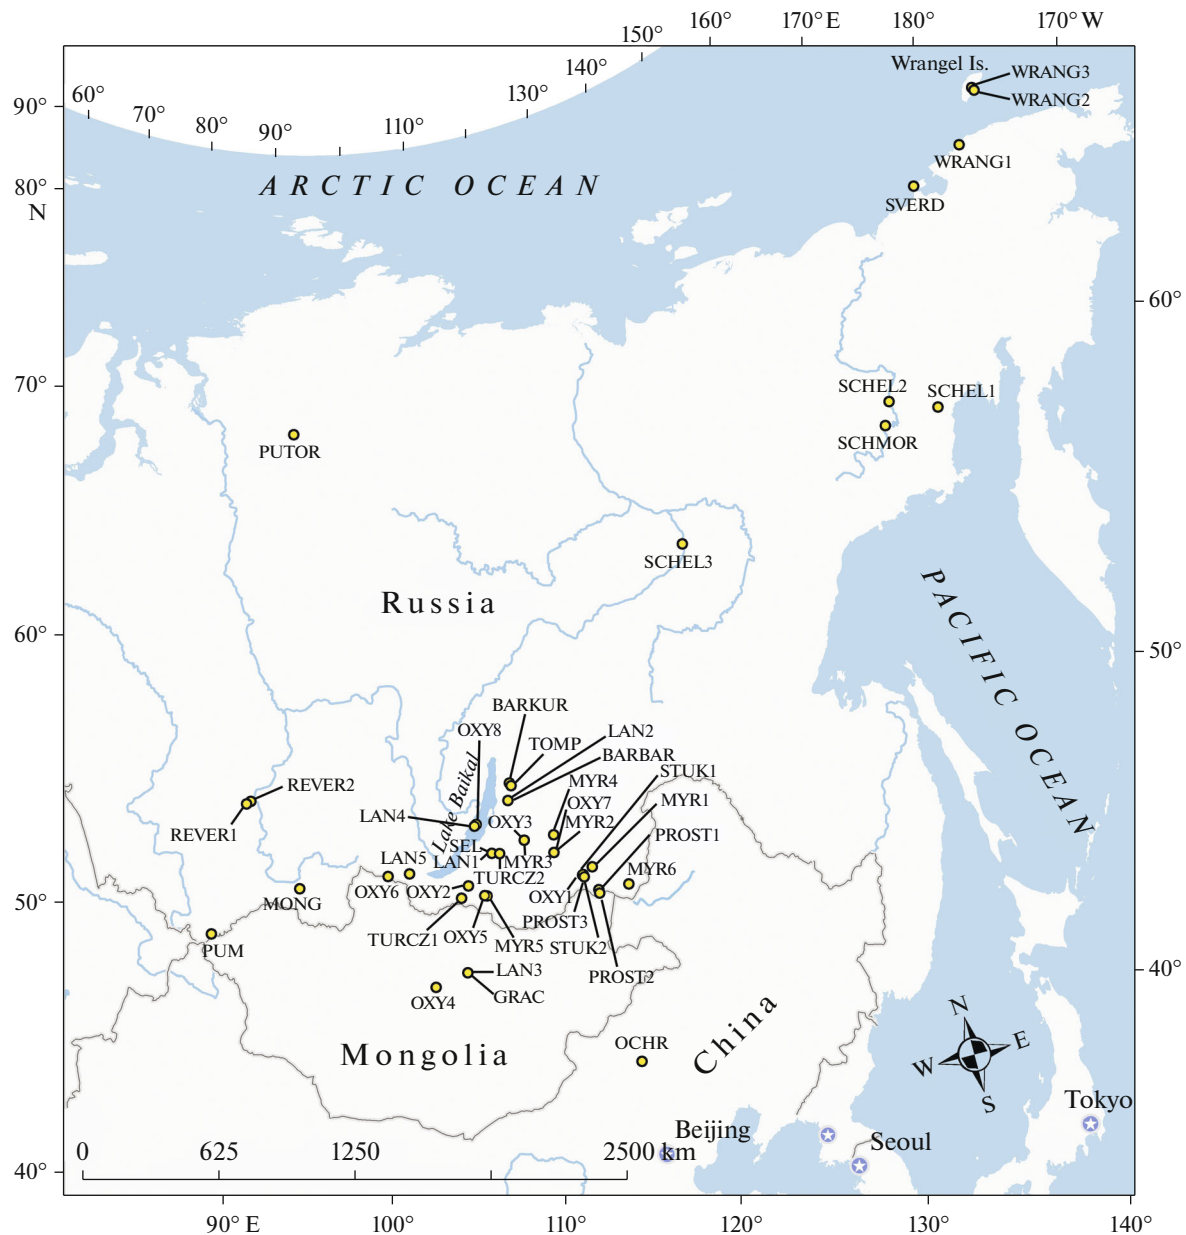 150°
160°
170°E
180°
170°W
140°
130°
60°
70°
80°
90°
110°
90°
80°
N
70°
60°
50°
40°
Wrangel Is.
WRANG3
WRANG2
WRANG1
SVERD
ARCTIC OCEAN
60°
50°
40°
SCHEL2
SCHEL1
SCHMOR
PUTOR
SCHEL3
Russia
PACIFIC OCEAN
BARKUR
OXY8
LAN2
TOMP
BARBAR
STUK1
Lake Baikal
MYR4
REVER2
OXY7
MYR1
LAN4
OXY3
MYR2
REVER1
PROST1
SEL
LAN5
LAN1
MYR3
MYR6
TURCZ2
OXY6
OXY2
OXY1
MONG
PROST3
TURCZ1
OXY5
MYR5
STUK2
PUM
LAN3
PROST2
OXY4
GRAC
China
N
E
W
S
OCHR
Mongolia
Tokyo
Beijing
Seoul
0
625
1250
2500 km
90° E
100°
110°
120°
130°
140°